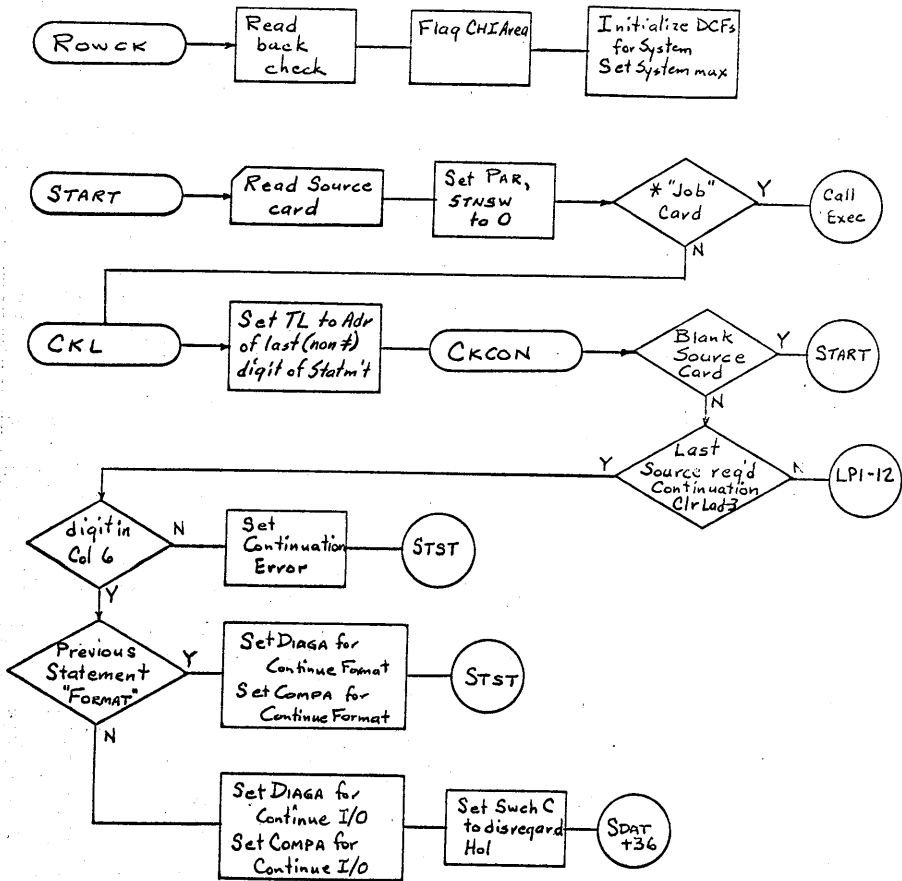 ROWCK
Read
back
check
Flag CHI Area
Initialize DCFs
for System
Set System max
START
Read Source
card
Set PAR,
STNSW
to 0
* "Job"
Card
Y
Call
Exec
N
CKL
Set TL to Adr
of last (non ≠)
digit of Statm't
CKCON
Blank
Source
Card
Y
START
N
Last
Source req'd
Continuation
Clr Lad-3
Y
N
LP1-12
digit in
Col 6
N
Set
Continuation
Error
STST
Y
Previous
Statement
"FORMAT"
Y
Set DIAGA for
Continue Format
Set COMPA for
Continue Format
STST
N
Set DIAGA for
Continue I/O
Set COMPA for
Continue I/O
Set Swch C
to disregard
Hol
SDAT
+36